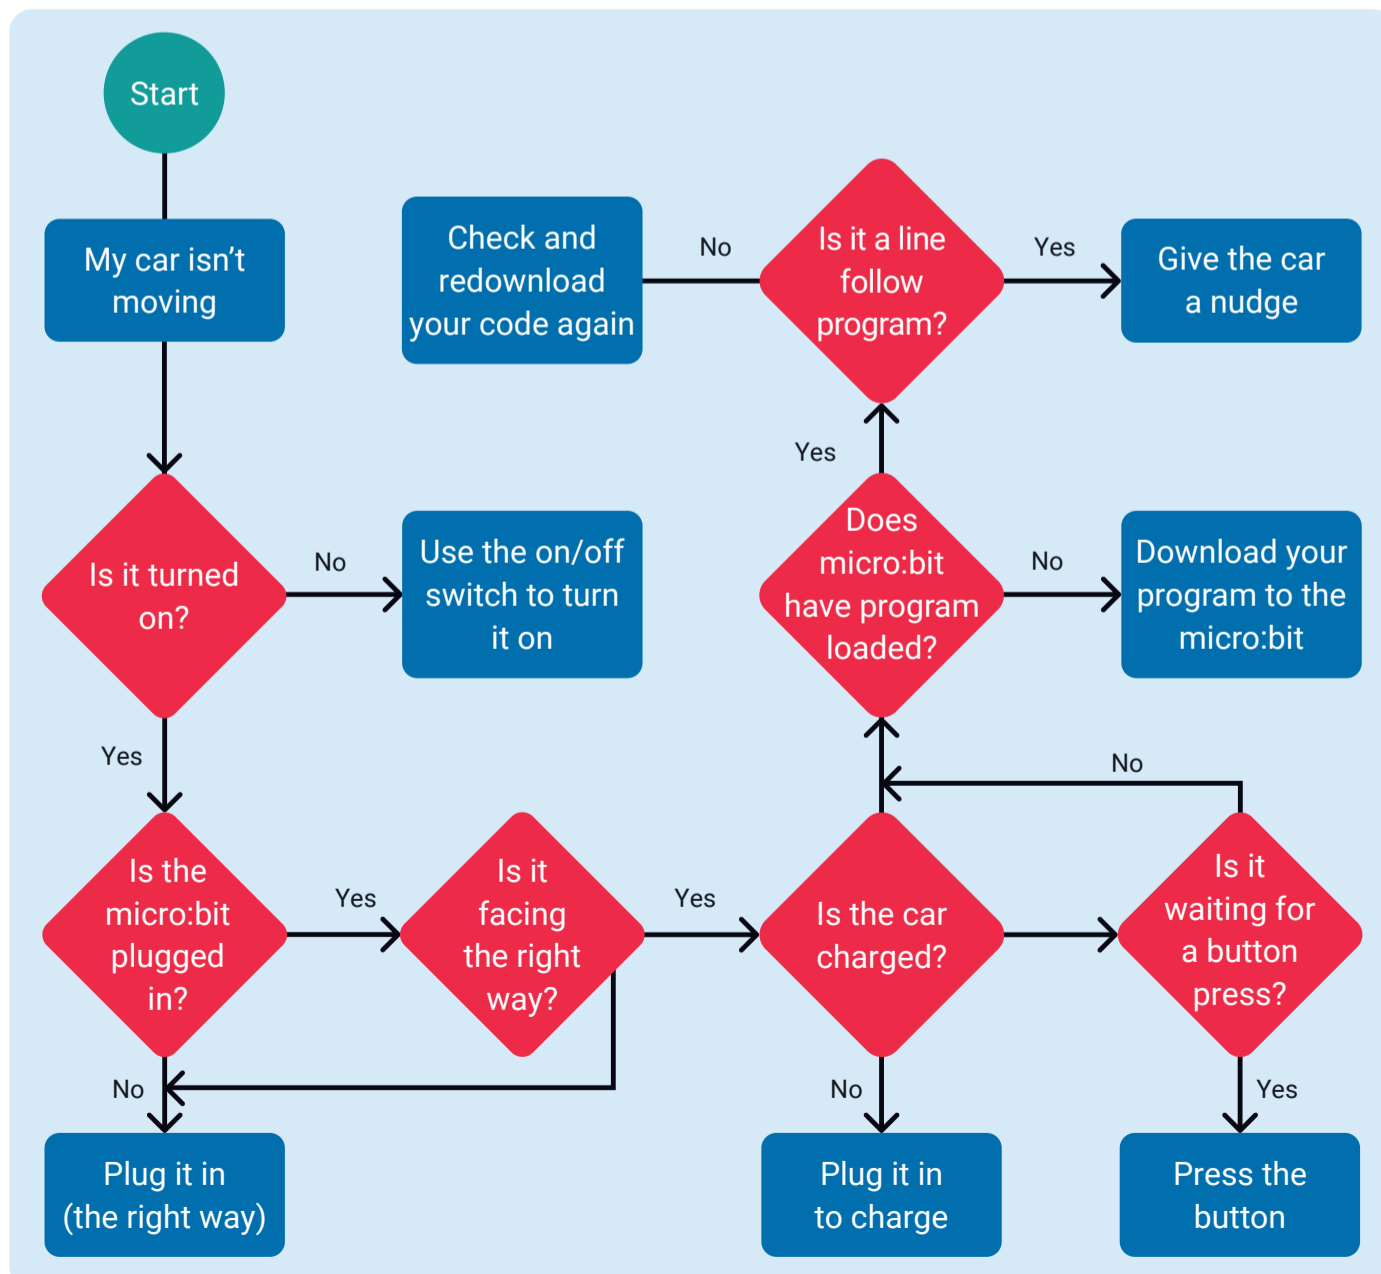 Start
My car isn’t
moving
Is it turned
on?
No
Use the on/off
switch to turn
it on
Yes
Is the
micro:bit
plugged
in?
No
Plug it in
(the right way)
Yes
Is it
facing
the right
way?
Yes
Is the car
charged?
No
Plug it in
to charge
Is it
waiting for
a button
press?
Yes
Press the
button
No
Does
micro:bit
have program
loaded?
No
Download your
program to the
micro:bit
Yes
Is it a line
follow
program?
No
Check and
redownload
your code again
Yes
Give the car
a nudge